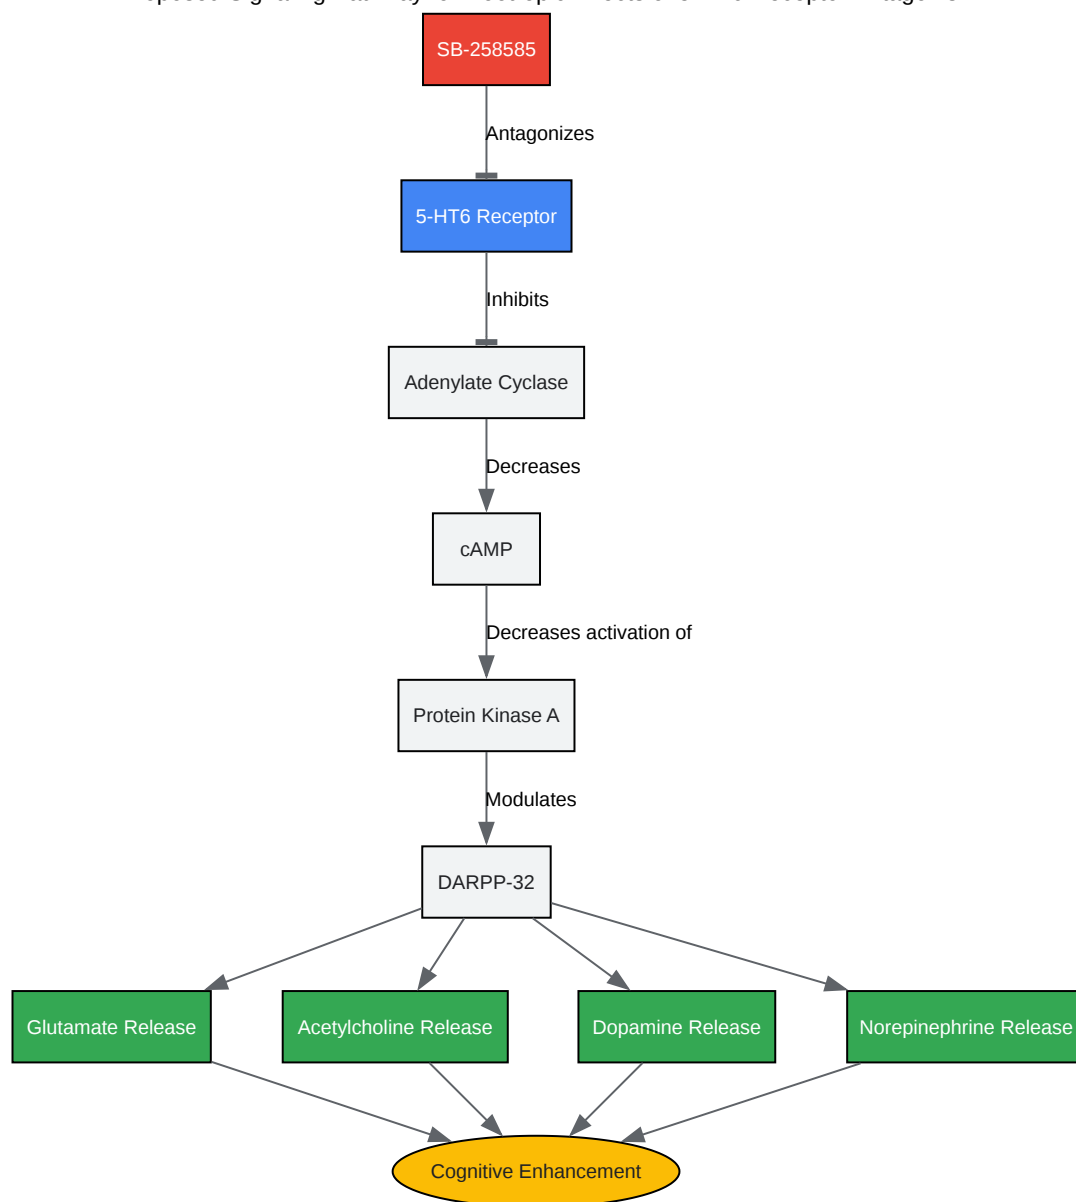 SB-258585
Antagonizes
5-HT6 Receptor
Inhibits
Adenylate Cyclase
Decreases
cAMP
Decreases activation of
Protein Kinase A
Modulates
DARPP-32
Glutamate Release
Acetylcholine Release
Dopamine Release
Norepinephrine Release
Cognitive Enhancement